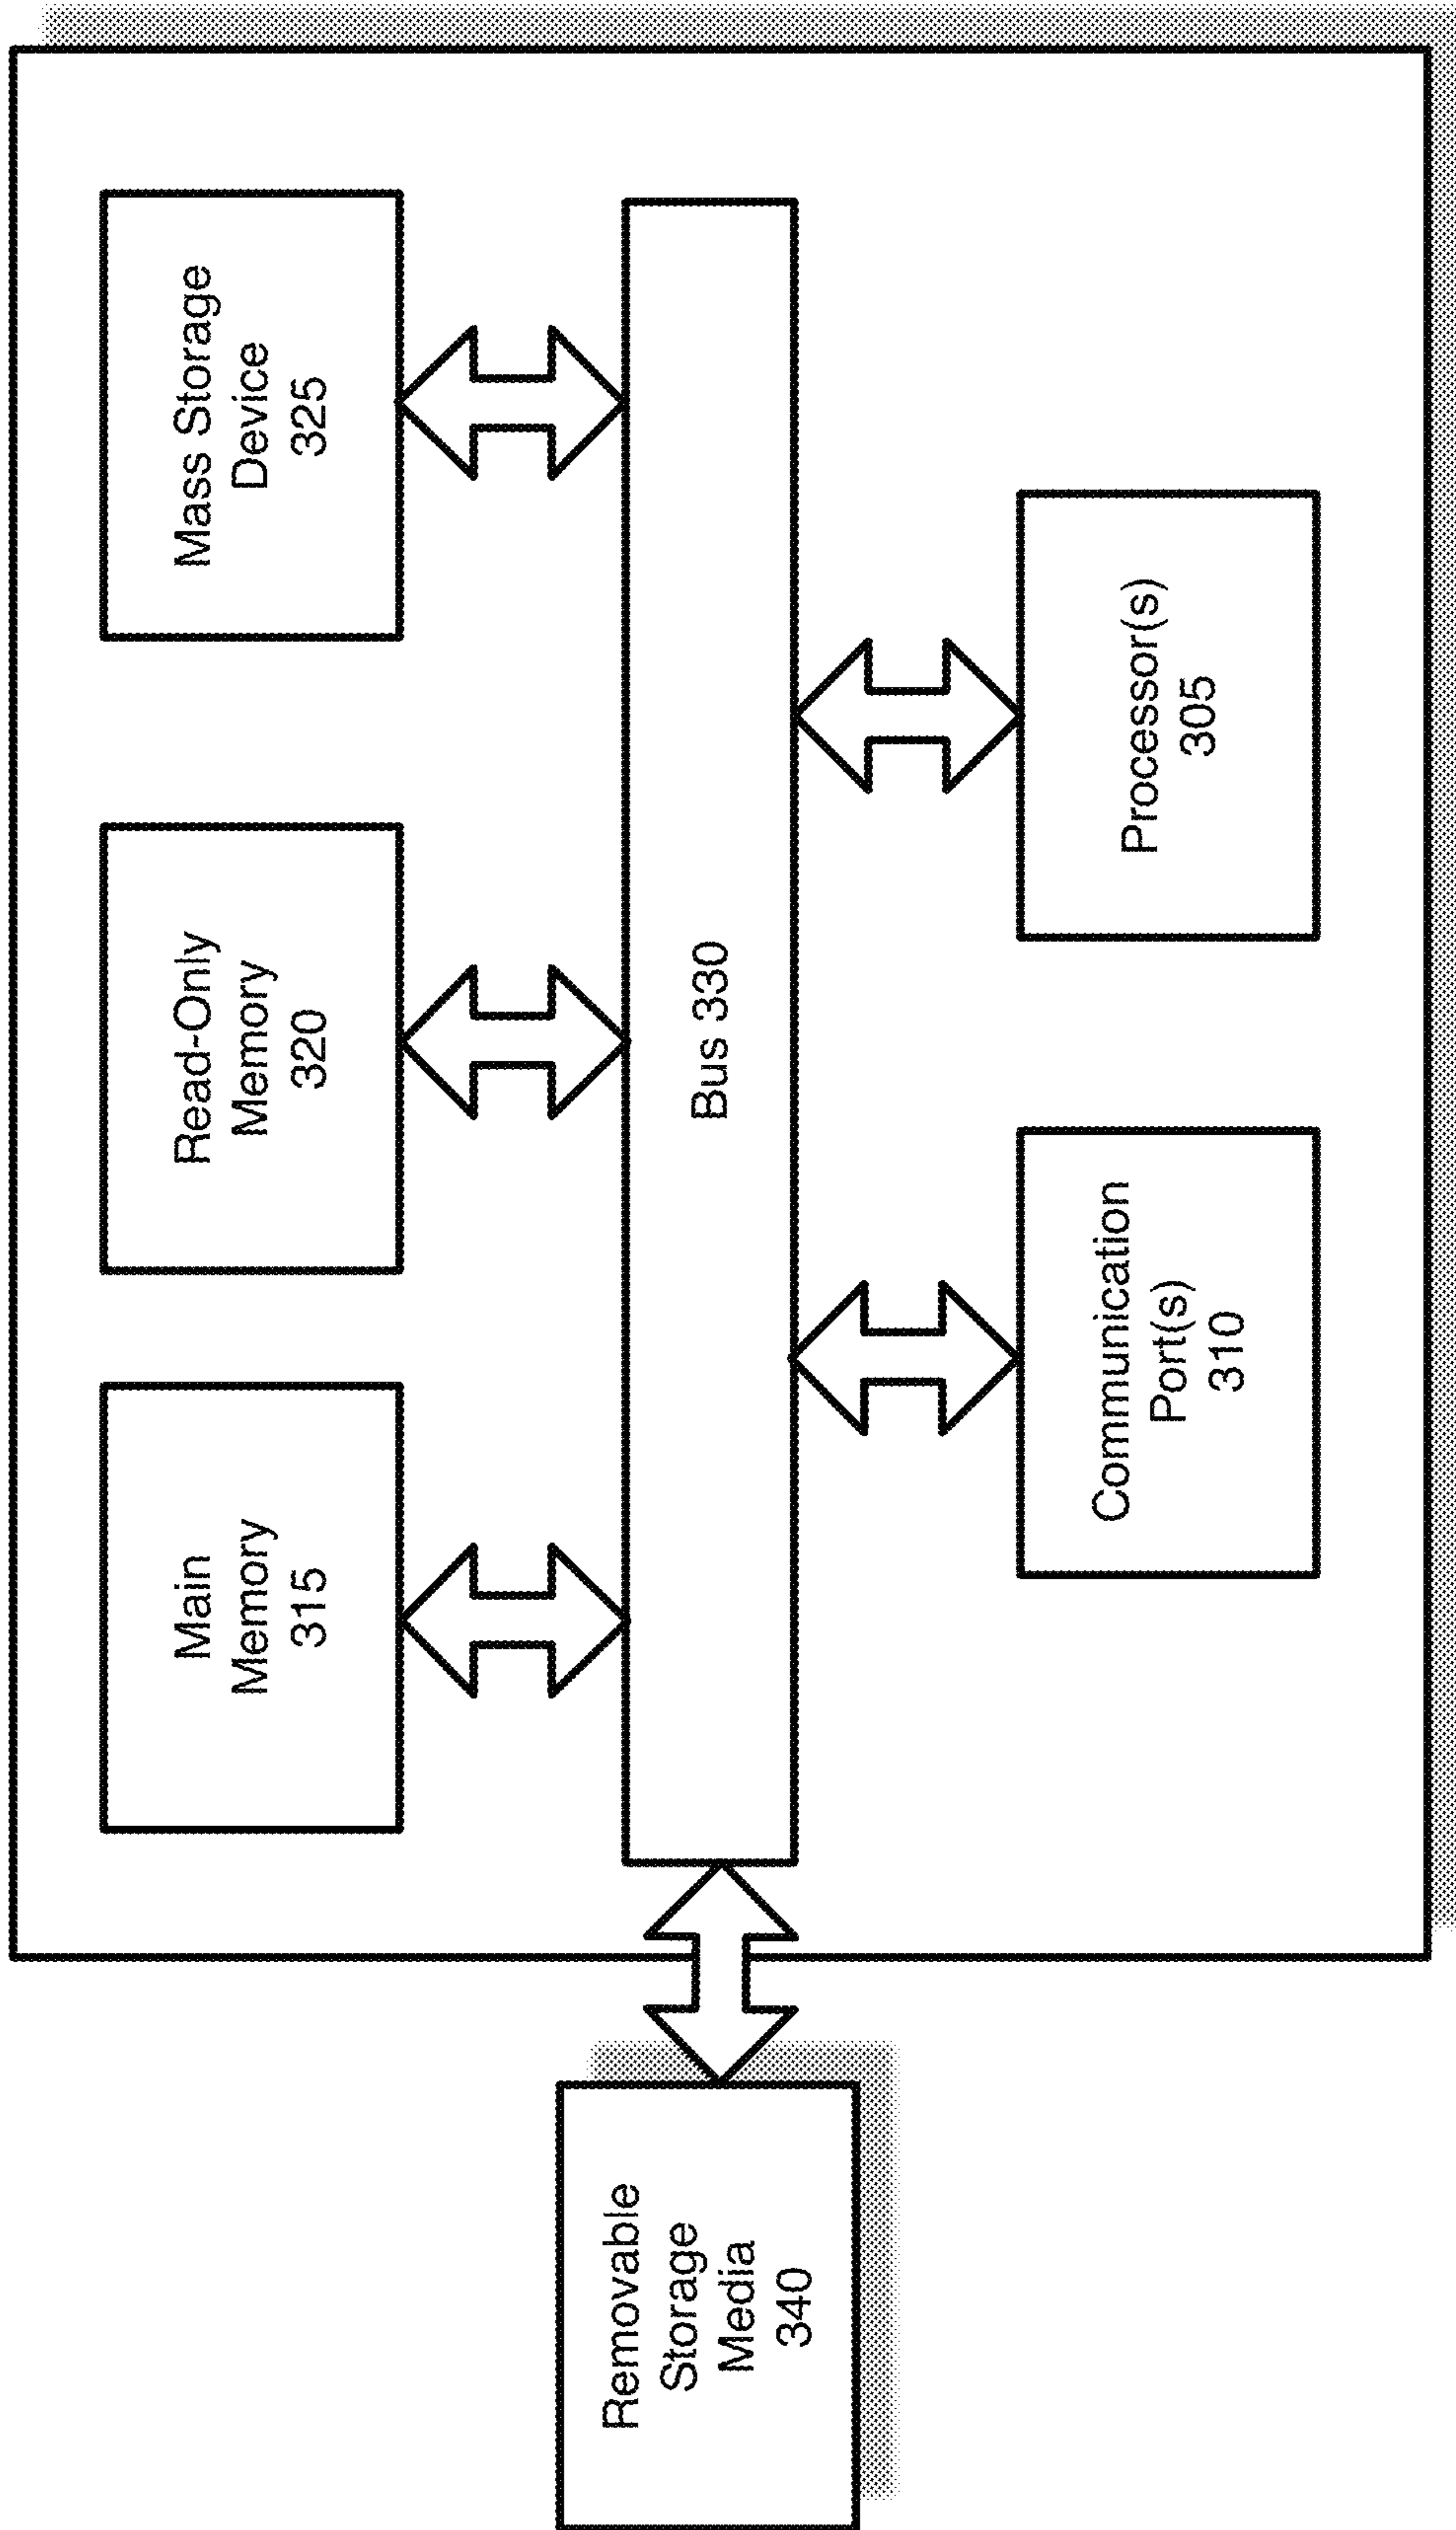 Main
Memory
315
Read-Only
Memory
320
Mass Storage
Device
325
Removable
Storage
Media
340
Bus 330
Communication
Port(s)
310
Processor(s)
305